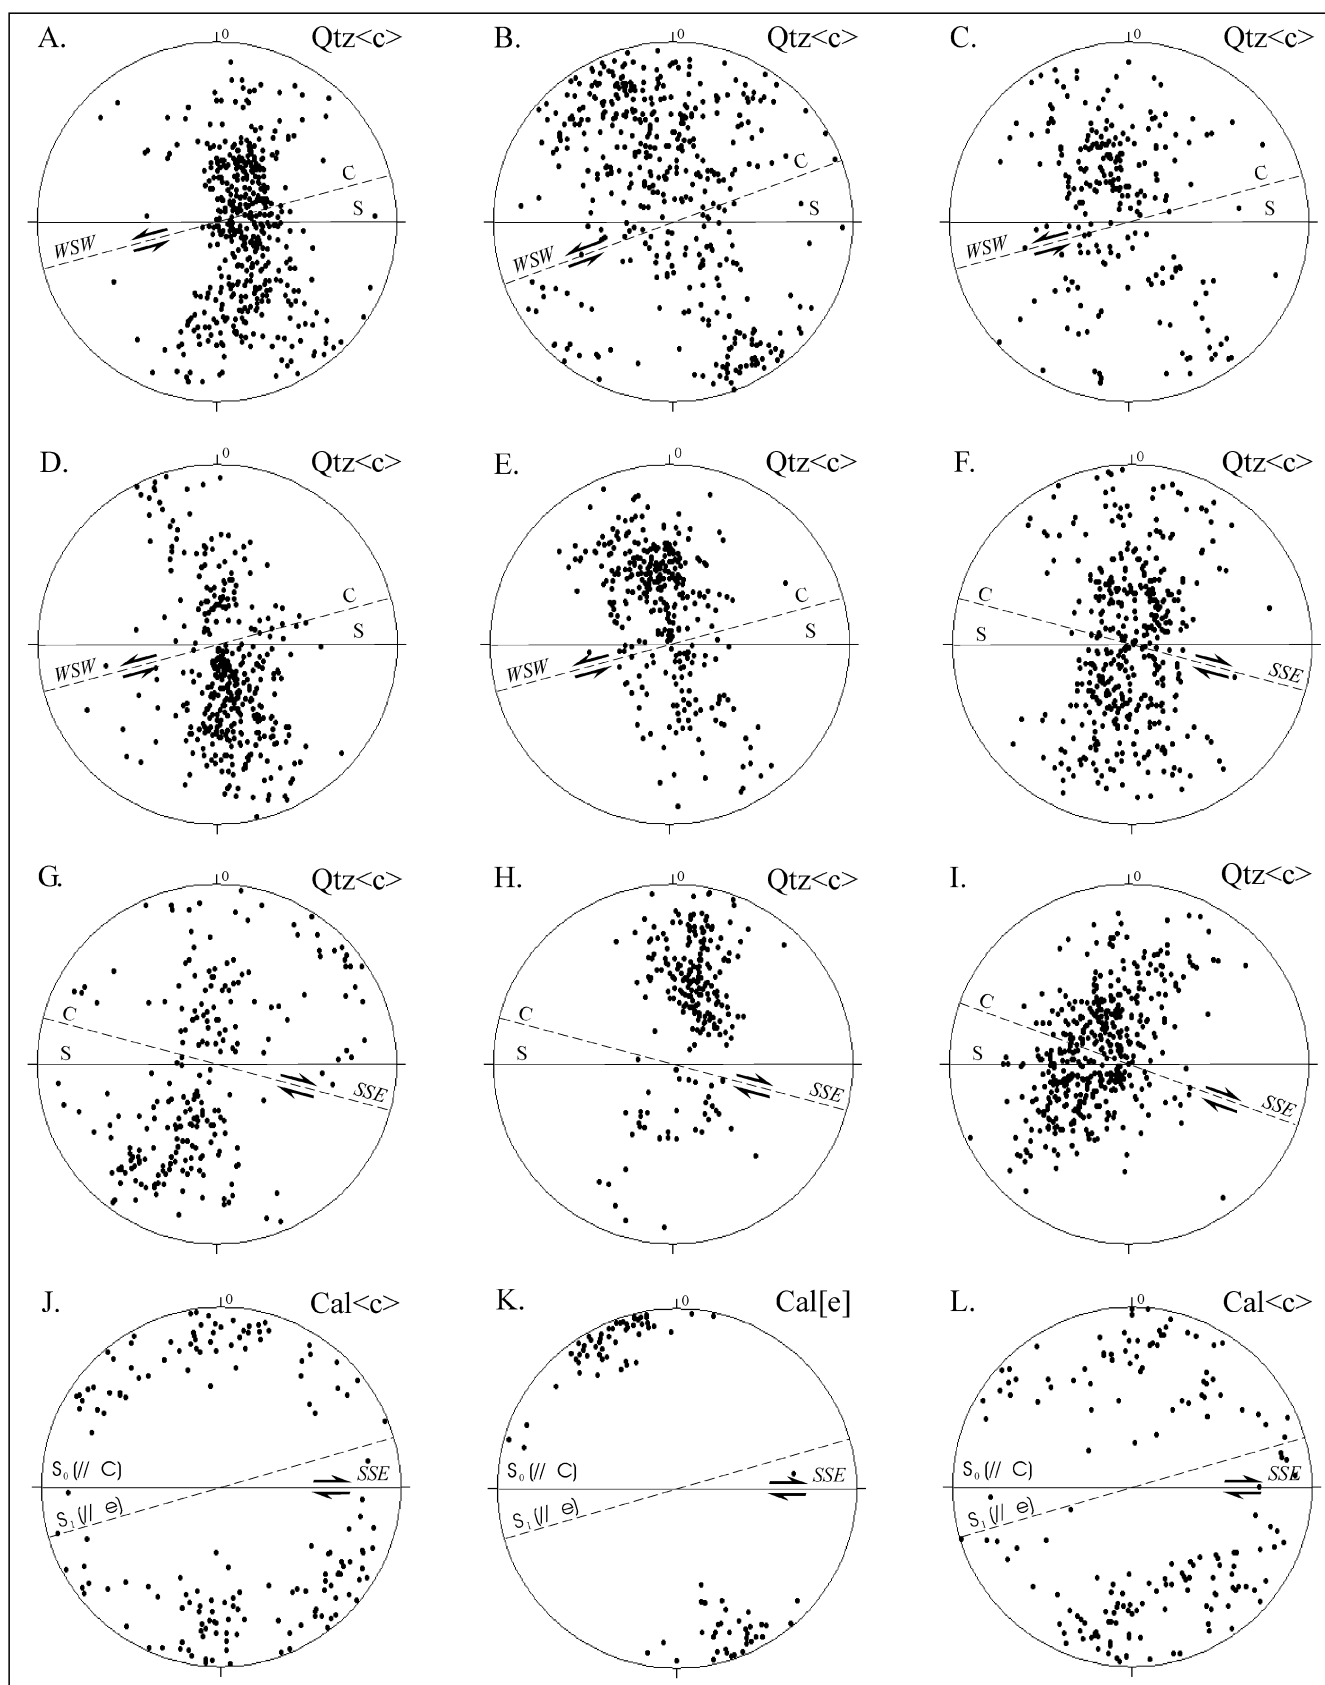 A. 0 Qtz<c>
C
S
WSW
B. 0 Qtz<c>
C
S
WSW
C. 0 Qtz<c>
C
S
WSW
D. 0 Qtz<c>
C
S
WSW
E. 0 Qtz<c>
C
S
WSW
F. 0 Qtz<c>
C
S
SSE
G. 0 Qtz<c>
C
S
SSE
H. 0 Qtz<c>
C
S
SSE
I. 0 Qtz<c>
C
S
SSE
J. 0 Cal<c>
S₀ (// C) SSE
S₁ (// e)
K. 0 Cal[e]
S₀ (// C) SSE
S₁ (// e)
L. 0 Cal<c>
S₀ (// C) SSE
S₁ (// e)